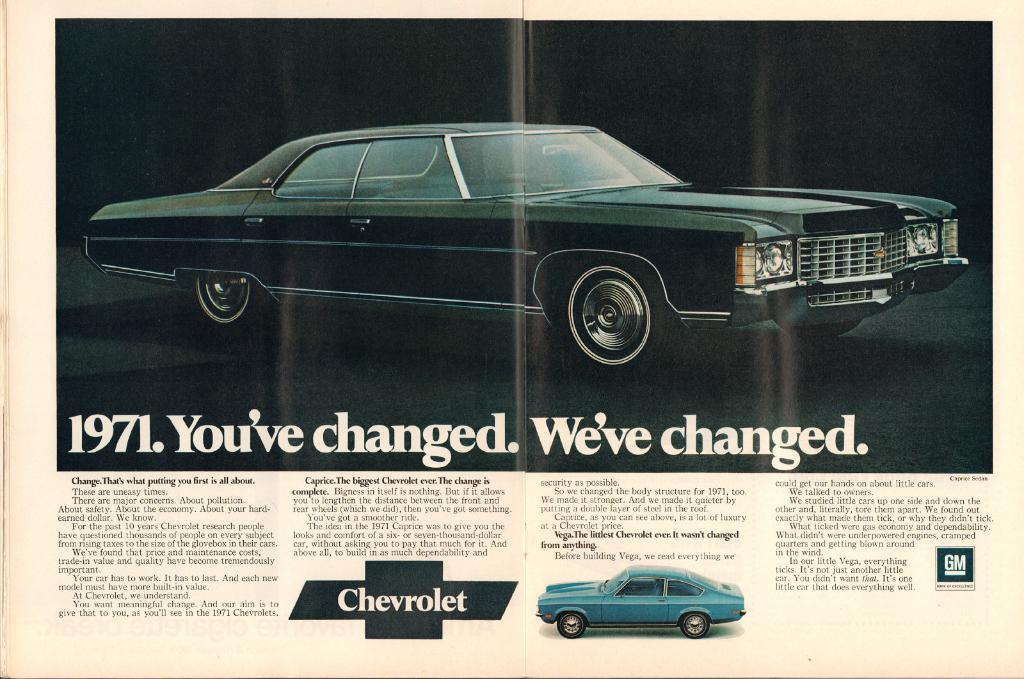 1971. You've changed. We've changed.
Change. That's what putting you first is all about.
These are uneasy times.
There are major concerns. About pollution.
About safety. About the economy. About your hard-
earned dollar. We know.
For the past 10 years Chevrolet research people
have questioned thousands of people on every subject
from rising taxes to the size of the glovebox in their cars.
We've found that price and maintenance costs,
trade-in value and quality have become tremendously
important.
Your car has to work. It has to last. And each new
model must have more built-in value.
At Chevrolet, we understand.
You want meaningful change. And our aim is to
give that to you, as you'll see in the 1971 Chevrolets.
Caprice. The biggest Chevrolet ever. The change is
complete. Bigness in itself is nothing. But if it allows
you to lengthen the distance between the front and
rear wheels (which we did), then you've got something.
You've got a smoother ride.
The idea in the 1971 Caprice was to give you the
looks and comfort of a six- or seven-thousand-dollar
car, without asking you to pay that much for it. And
above all, to build in as much dependability and
Chevrolet
security as possible.
So we changed the body structure for 1971, too.
We made it stronger. And we made it quieter by
putting a double layer of steel in the roof.
Caprice, as you can see above, is a lot of luxury
at a Chevrolet price.
Vega. The littlest Chevrolet ever. It wasn't changed
from anything.
Before building Vega, we read everything we
Caprice Sedan
could get our hands on about little cars.
We talked to owners.
We studied little cars up one side and down the
other and, literally, tore them apart. We found out
exactly what made them tick, or why they didn't tick.
What ticked were gas economy and dependability.
What didn't were underpowered engines, cramped
quarters and getting blown around
in the wind.
In our little Vega, everything
ticks. It's not just another little
car. You didn't want that. It's one
little car that does everything well.
GM
MARK OF EXCELLENCE